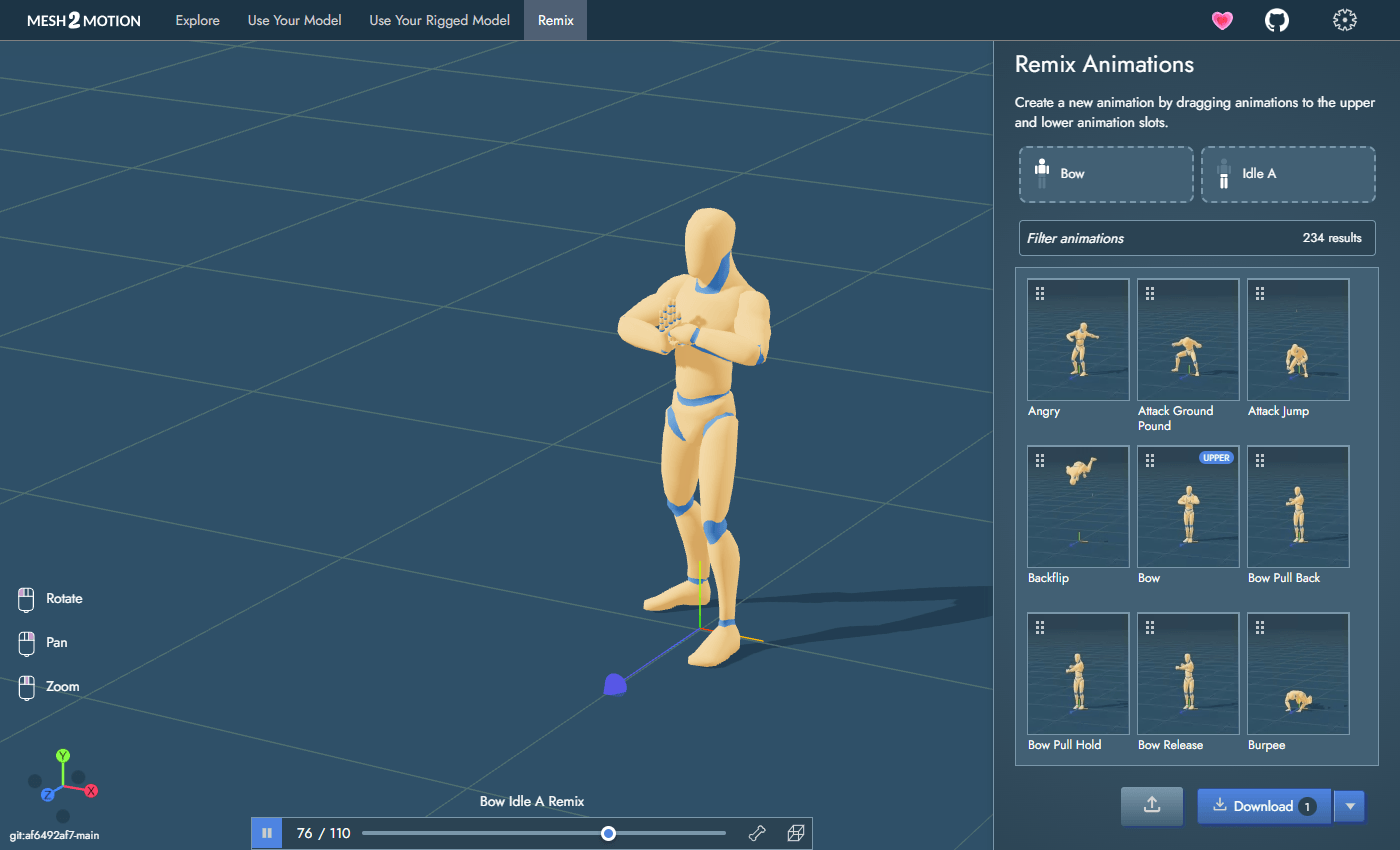 MESH2MOTION Explore Use Your Model Use Your Rigged Model Remix
Remix Animations
Create a new animation by dragging animations to the upper
and lower animation slots.
Bow Idle A
Filter animations 234 results
Angry Attack Ground Attack Jump
Pound
UPPER
Backflip Bow Bow Pull Back
Bow Pull Hold Bow Release Burpee
Rotate
Pan
Zoom
Y
Z X
git:af6492af7-main
Bow Idle A Remix
76 / 110
Download 1